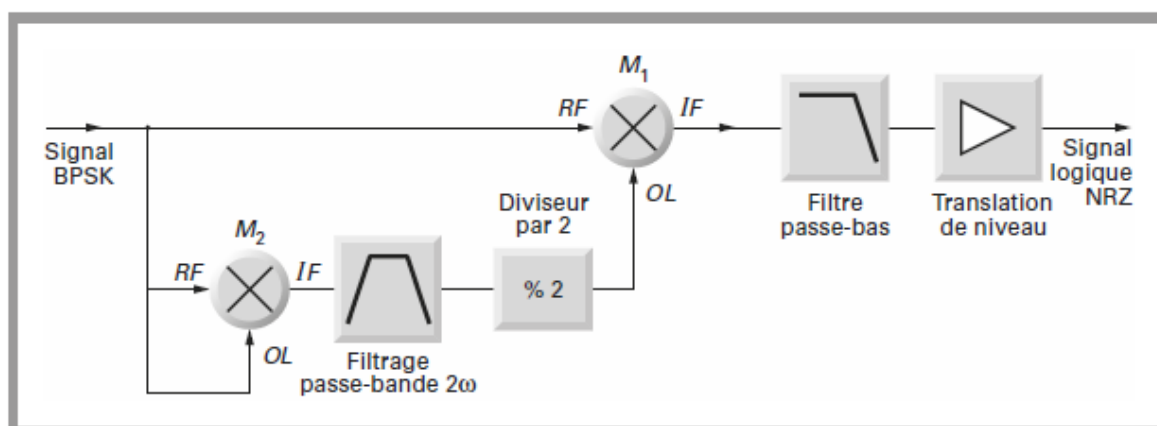 M1
RF
IF
Signal
BPSK
OL
Signal
logique
NRZ
Diviseur
par 2
Filtre
passe-bas
Translation
de niveau
M2
RF
IF
% 2
OL
Filtrage
passe-bande 2ω